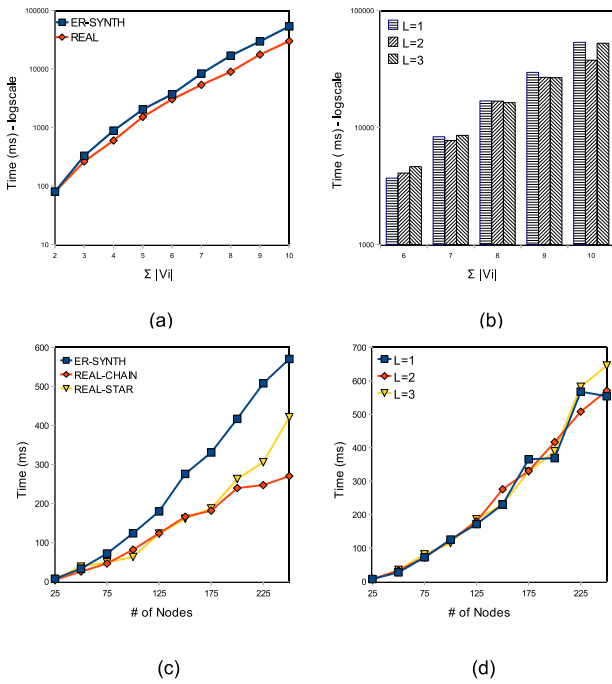 ER-SYNTH
REAL
Time (ms) - logscale
100000
10000
1000
100
10
2 3 4 5 6 7 8 9 10
Σ |Vi|
(a)
L=1
L=2
L=3
Time ( ms) - logscale
100000
10000
1000
6 7 8 9 10
Σ |Vi|
(b)
ER-SYNTH
REAL-CHAIN
REAL-STAR
Time (ms)
600
500
400
300
200
100
0
25 75 125 175 225
# of Nodes
(c)
L=1
L=2
L=3
Time (ms)
700
600
500
400
300
200
100
0
25 75 125 175 225
# of Nodes
(d)